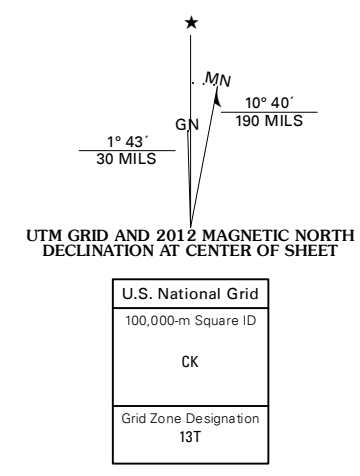 ★
MN
GN
1° 43´
30 MILS
10° 40´
190 MILS
UTM GRID AND 2012 MAGNETIC NORTH
DECLINATION AT CENTER OF SHEET
U.S. National Grid
100,000-m Square ID
CK
Grid Zone Designation
13T